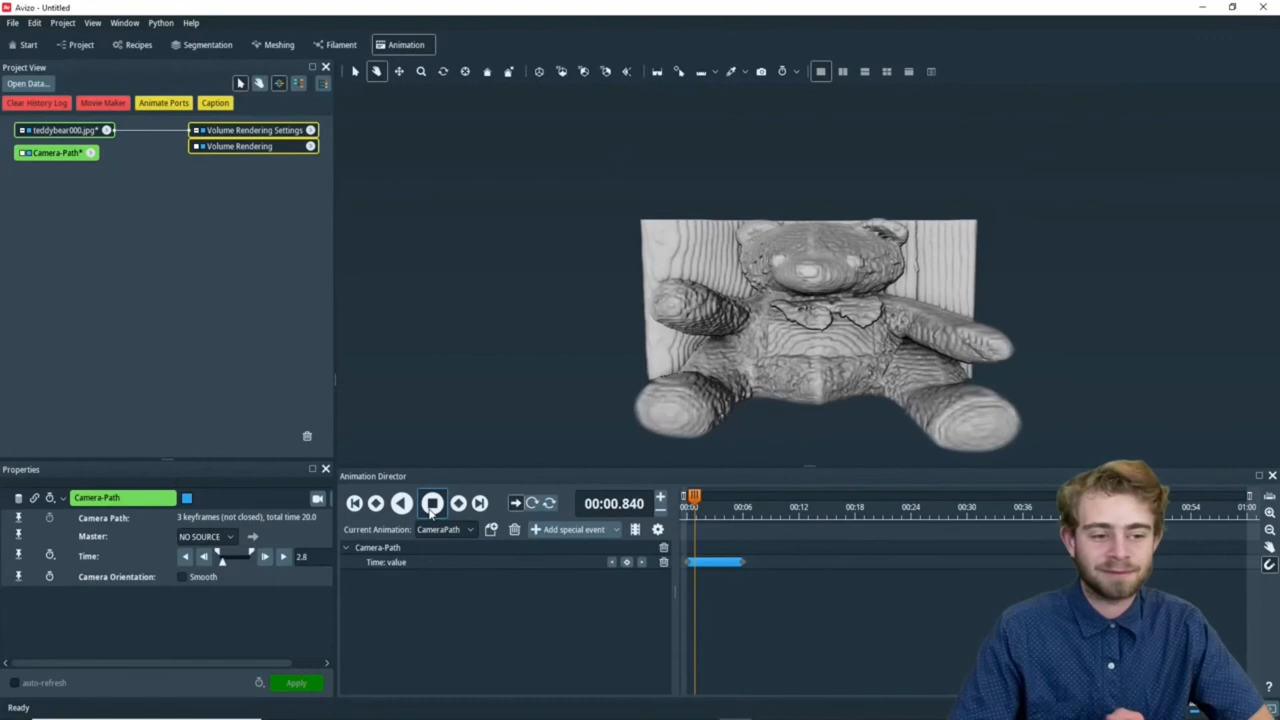 Avizo - Untitled
File Edit Project View Window Python Help
Start Project Recipes Segmentation Meshing Filament Animation
Project View
Open Data...
Clear History Log Movie Maker Animate Ports Caption
teddybear000.jpg* Volume Rendering Settings
Volume Rendering
Camera-Path*
Properties
Camera-Path
Camera Path: 3 keyframes (not closed), total time 20.0
Master: NO SOURCE
Time: 2.8
Camera Orientation: Smooth
auto-refresh Apply
Ready
Animation Director
00:00.840
00:00 00:06 00:12 00:18 00:24 00:30 00:36 00:54 01:00
Current Animation: CameraPath Add special event
Camera-Path
Time: value